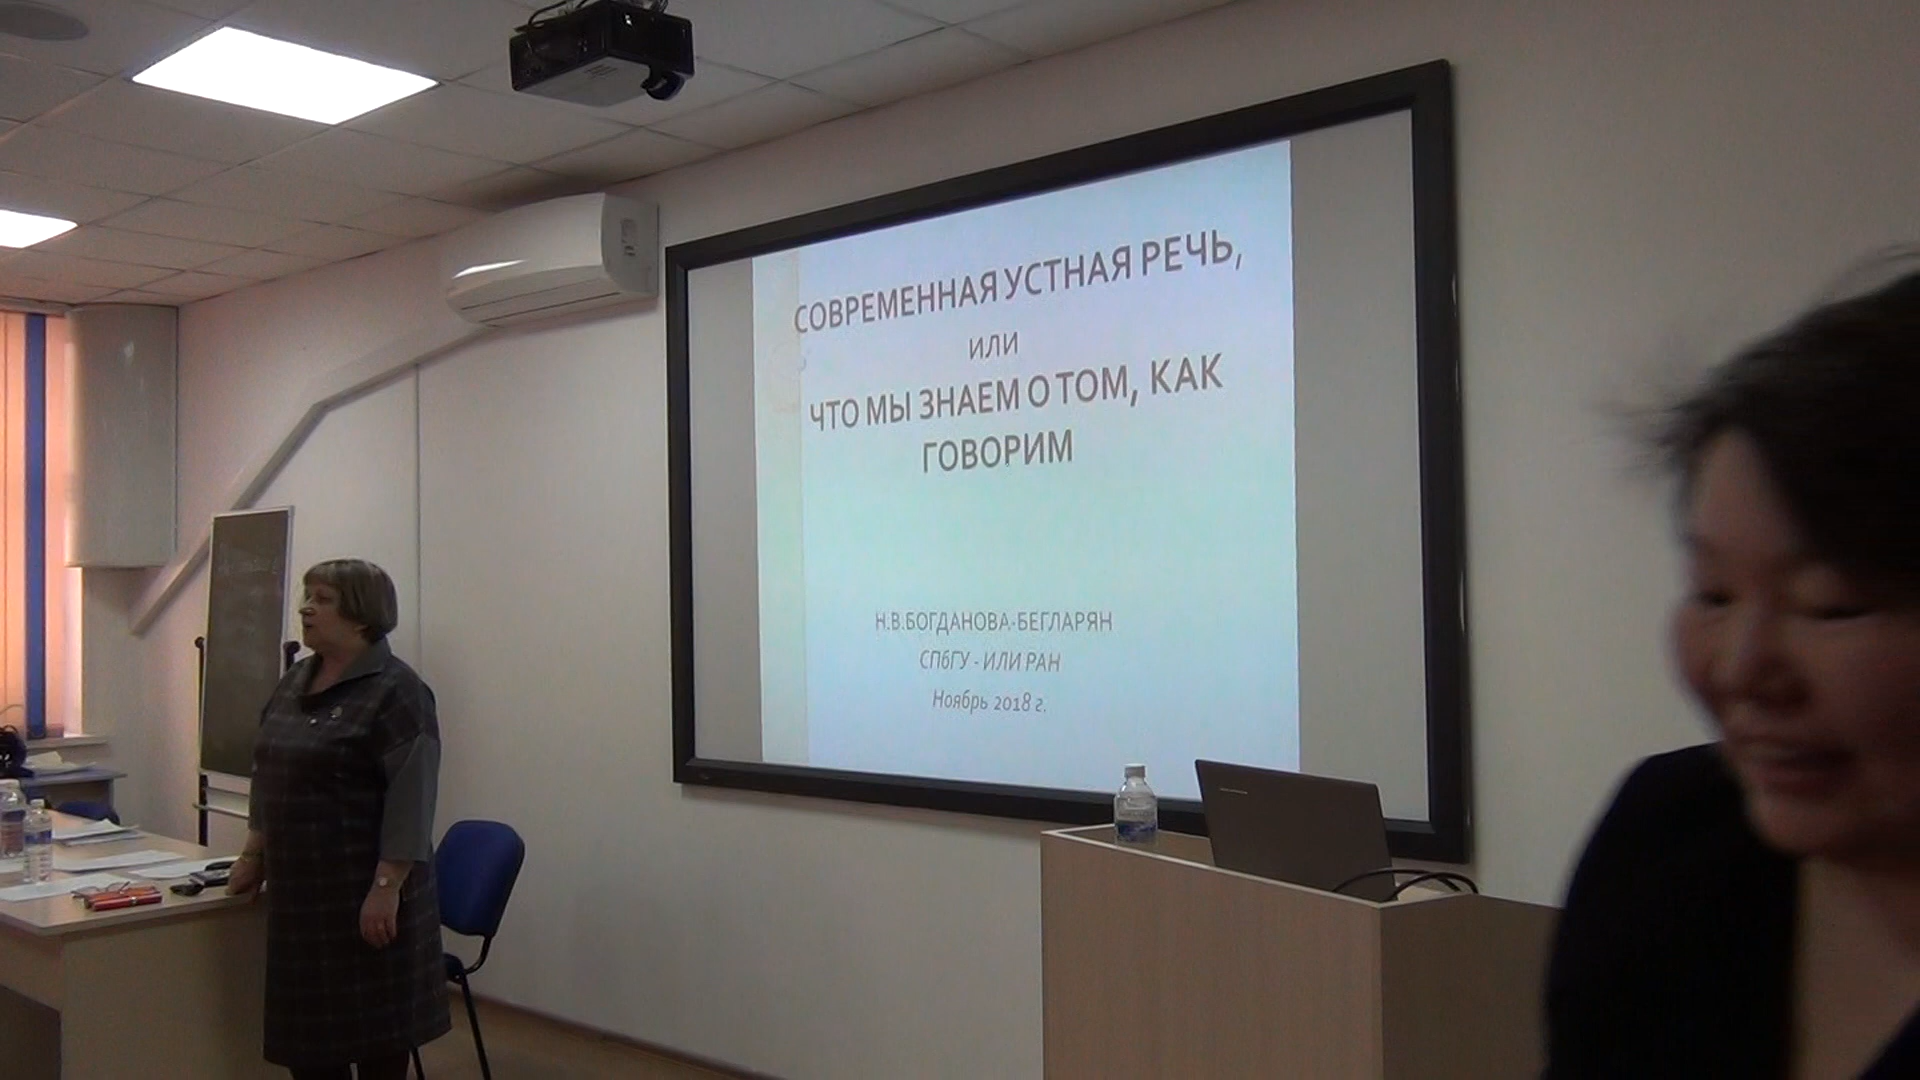 СОВРЕМЕННАЯ УСТНАЯ РЕЧЬ,
ИЛИ
ЧТО МЫ ЗНАЕМ О ТОМ, КАК
ГОВОРИМ
Н.В.БОГДАНОВА-БЕГЛАРЯН
СПбГУ - ИЛИ РАН
Ноябрь 2018 г.